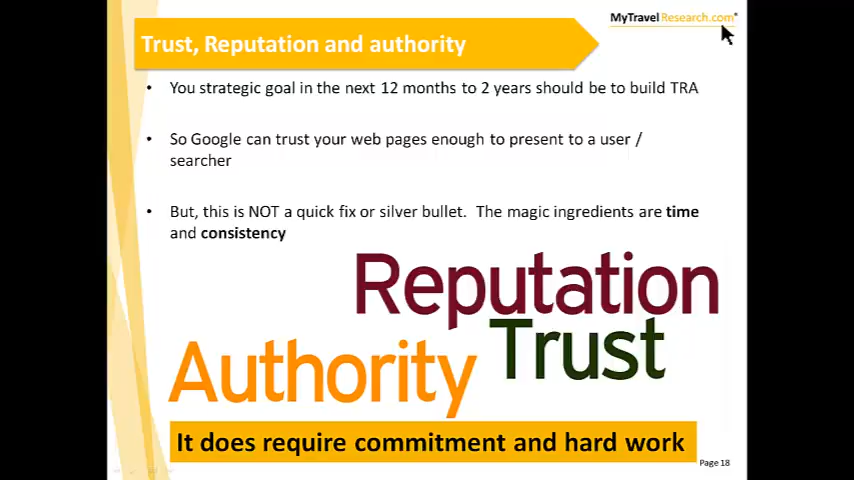 MyTravelResearch.com®
Trust, Reputation and authority
• You strategic goal in the next 12 months to 2 years should be to build TRA
• So Google can trust your web pages enough to present to a user /
searcher
• But, this is NOT a quick fix or silver bullet. The magic ingredients are time
and consistency
Reputation
Trust
Authority
It does require commitment and hard work
Page 18